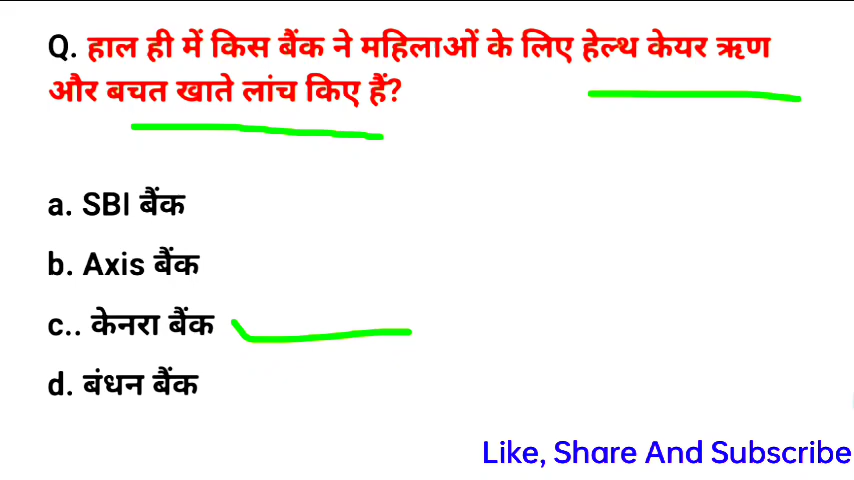 Q. हाल ही में किस बैंक ने महिलाओं के लिए हेल्थ केयर ऋण
और बचत खाते लांच किए हैं?
a. SBI बैंक
b. Axis बैंक
c.. केनरा बैंक
d. बंधन बैंक
Like, Share And Subscribe